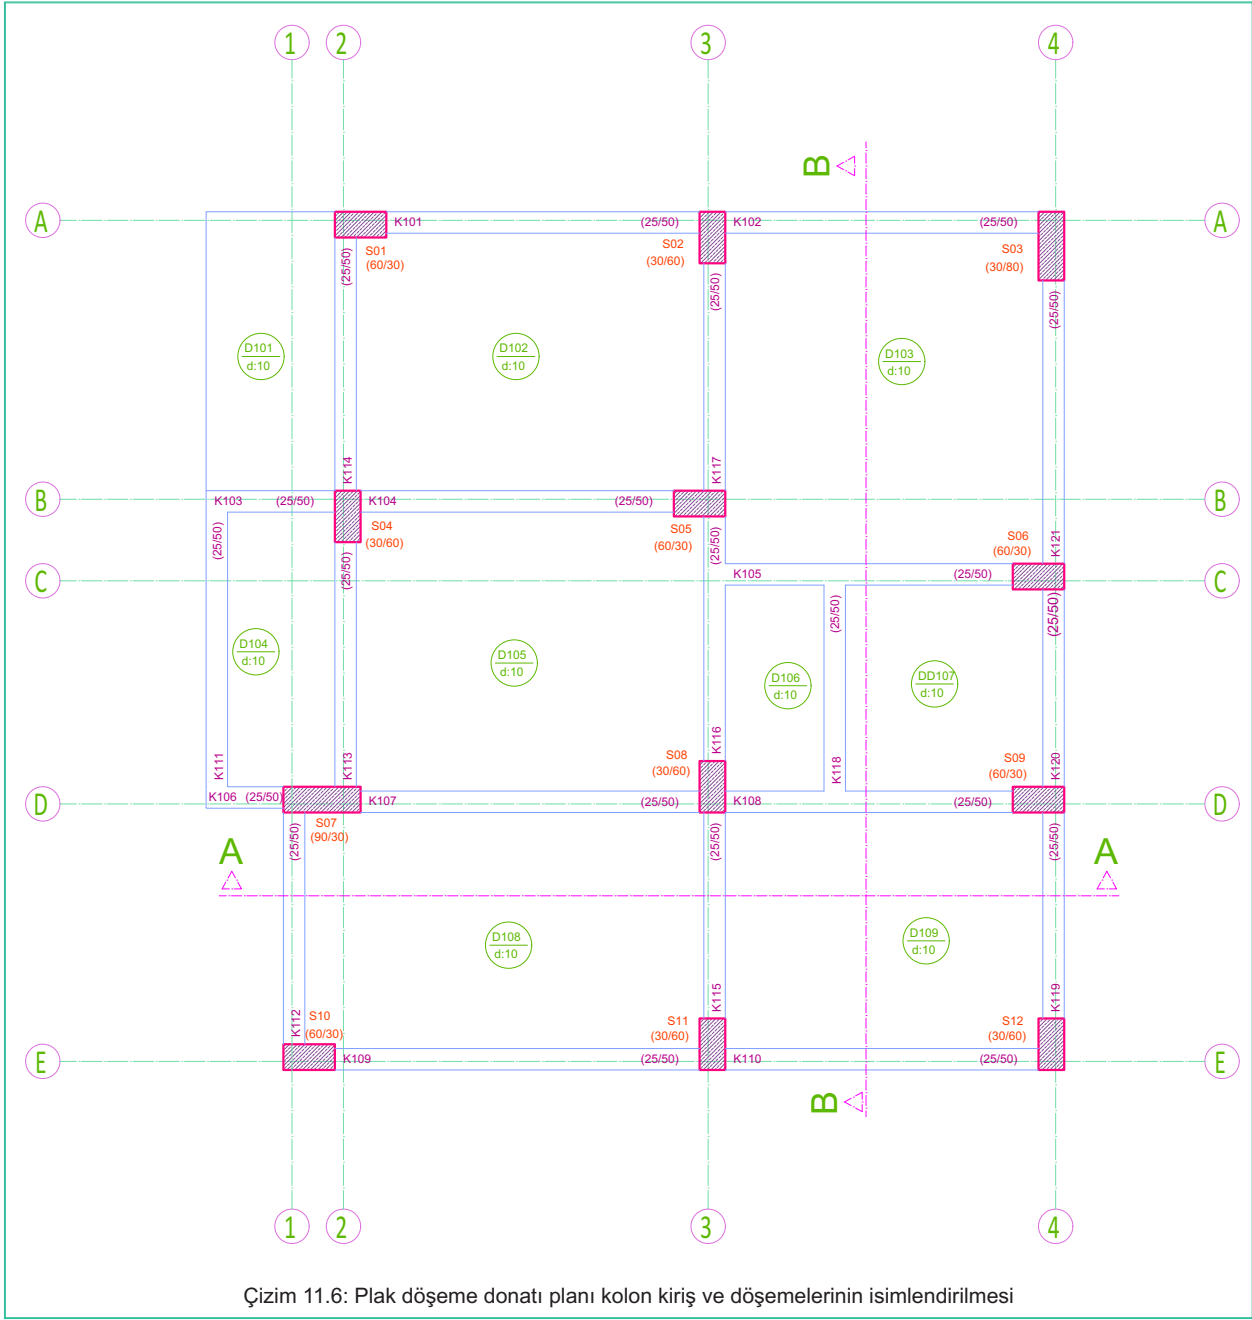 1 2 3 4
B
A A
K101 (25/50) K102 (25/50)
S01 S02 S03
(60/30) (30/60) (30/80)
(25/50) (25/50) (25/50)
D101 D102 D103
d:10 d:10 d:10
K114 K117
B B
K103 (25/50) K104 (25/50)
S04 S05 S06
(30/60) (60/30) (60/30)
K121
(25/50) (25/50) (25/50)
C C
K105 (25/50)
(25/50) (25/50)
D104 D105 D106 DD107
d:10 d:10 d:10 d:10
K111 K113 K116 K118 K120
S08 S09
(30/60) (60/30)
D D
K106 (25/50) K107 (25/50) K108 (25/50)
S07
(90/30)
(25/50) (25/50) (25/50)
A A
D108 D109
d:10 d:10
K112 K115 K119
S10 S11 S12
(60/30) (30/60) (30/60)
E E
K109 (25/50) K110 (25/50)
B
1 2 3 4
Çizim 11.6: Plak döşeme donatı planı kolon kiriş ve döşemelerinin isimlendirilmesi